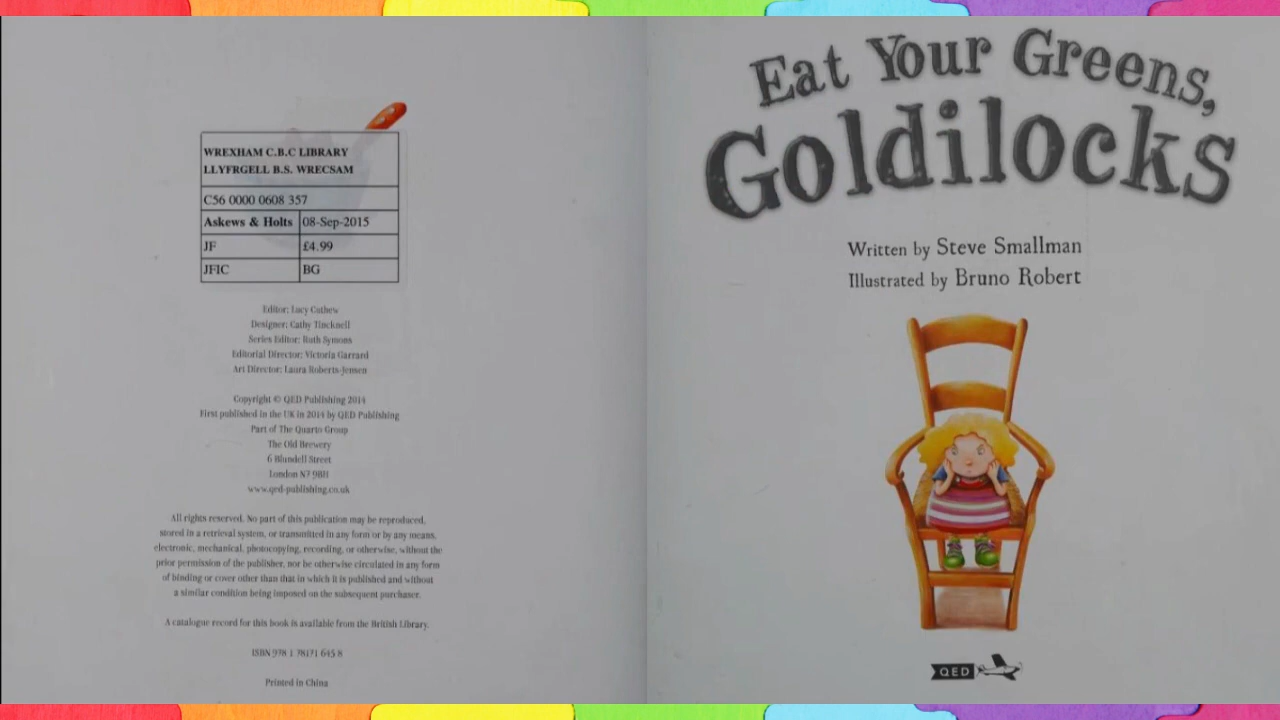 WREXHAM C.B.C LIBRARY
LLYFRGELL B.S. WRECSAM
C56 0000 0608 357
Askews & Holts 08-Sep-2015
JF £4.99
JFIC BG
Editor: Lucy Cuthew
Designer: Cathy Tincknell
Series Editor: Ruth Symons
Editorial Director: Victoria Garrard
Art Director: Laura Roberts-Jensen
Copyright © QED Publishing 2014
First published in the UK in 2014 by QED Publishing
Part of The Quarto Group
The Old Brewery
6 Blundell Street
London N7 9BH
www.qed-publishing.co.uk
All rights reserved. No part of this publication may be reproduced,
stored in a retrieval system, or transmitted in any form or by any means,
electronic, mechanical, photocopying, recording, or otherwise, without the
prior permission of the publisher, nor be otherwise circulated in any form
of binding or cover other than that in which it is published and without
a similar condition being imposed on the subsequent purchaser.
A catalogue record for this book is available from the British Library.
ISBN 978 1 78171 645 8
Printed in China
Eat Your Greens,
Goldilocks
Written by Steve Smallman
Illustrated by Bruno Robert
QED